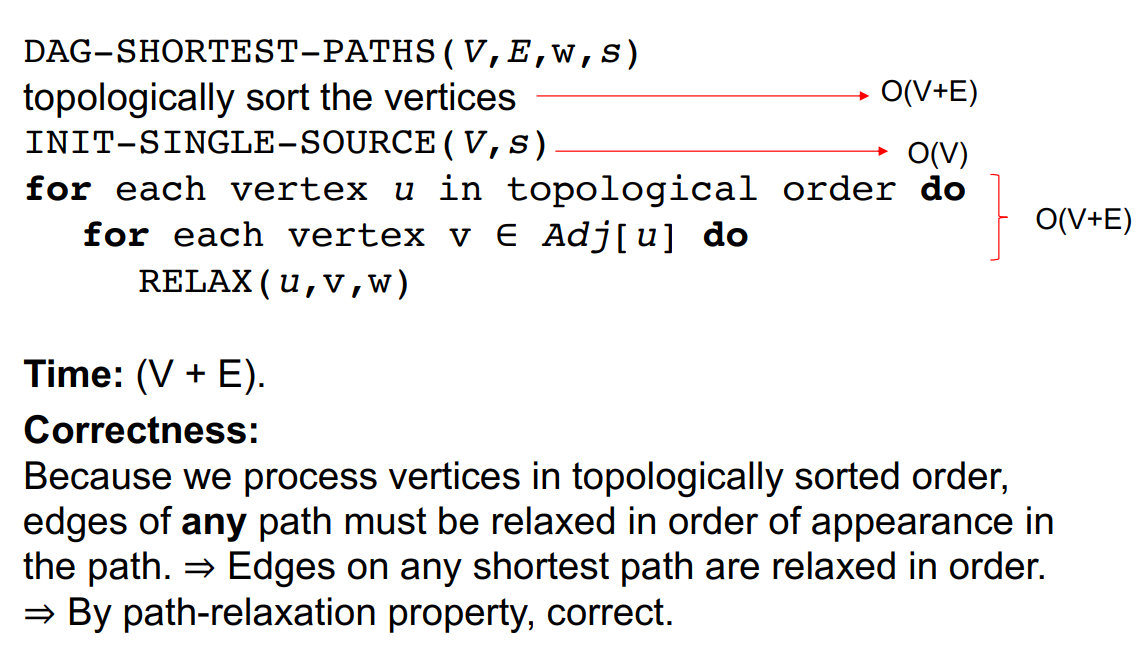 DAG-SHORTEST-PATHS(V,E,w,s)
topologically sort the vertices O(V+E)
INIT-SINGLE-SOURCE(V,s) O(V)
for each vertex u in topological order do
for each vertex v ∈ Adj[u] do O(V+E)
RELAX(u,v,w)
Time: (V + E).
Correctness:
Because we process vertices in topologically sorted order,
edges of any path must be relaxed in order of appearance in
the path. ⇒ Edges on any shortest path are relaxed in order.
⇒ By path-relaxation property, correct.